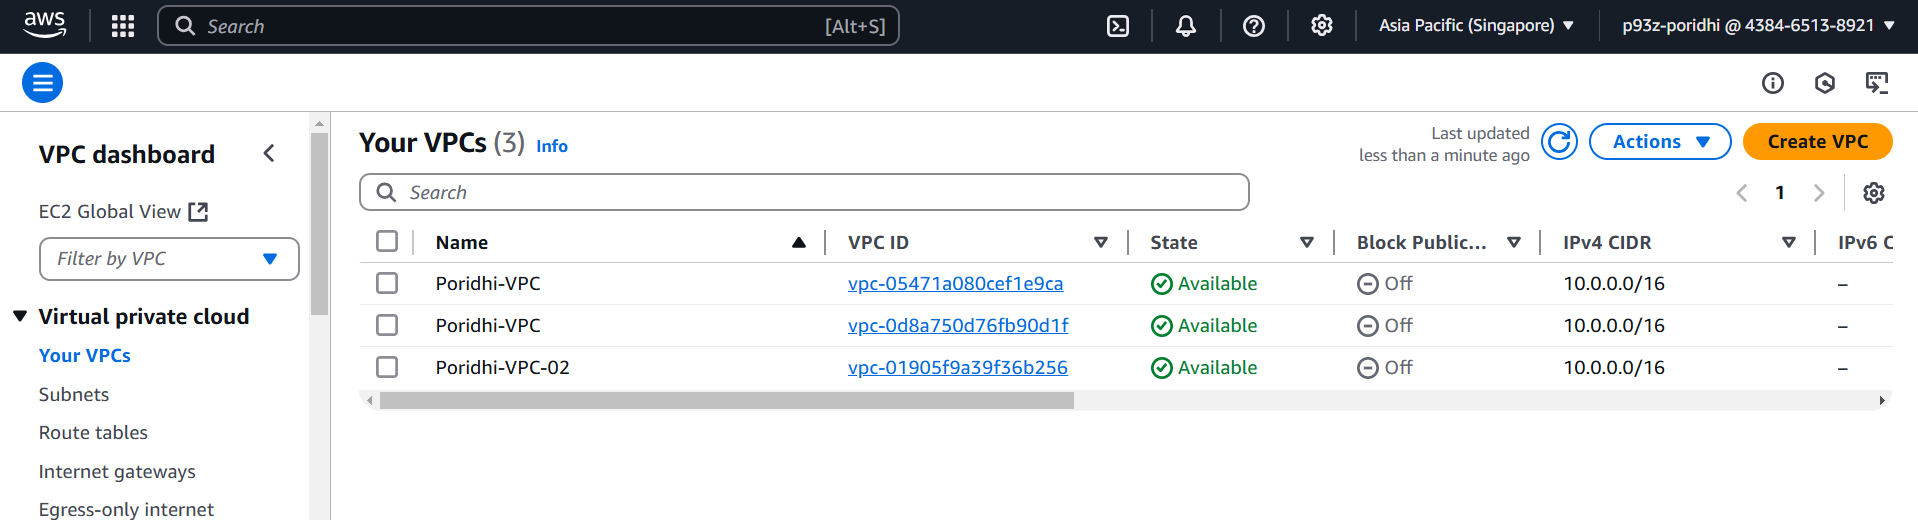 aws
Search [Alt+S] Asia Pacific (Singapore) p93z-poridhi @ 4384-6513-8921
VPC dashboard
EC2 Global View
Filter by VPC
Virtual private cloud
Your VPCs
Subnets
Route tables
Internet gateways
Egress-only internet
Your VPCs (3) Info
Last updated
less than a minute ago
Actions
Create VPC
Search
1
Name VPC ID State Block Public... IPv4 CIDR IPv6 C
Poridhi-VPC vpc-05471a080cef1e9ca Available Off 10.0.0.0/16 –
Poridhi-VPC vpc-0d8a750d76fb90d1f Available Off 10.0.0.0/16 –
Poridhi-VPC-02 vpc-01905f9a39f36b256 Available Off 10.0.0.0/16 –